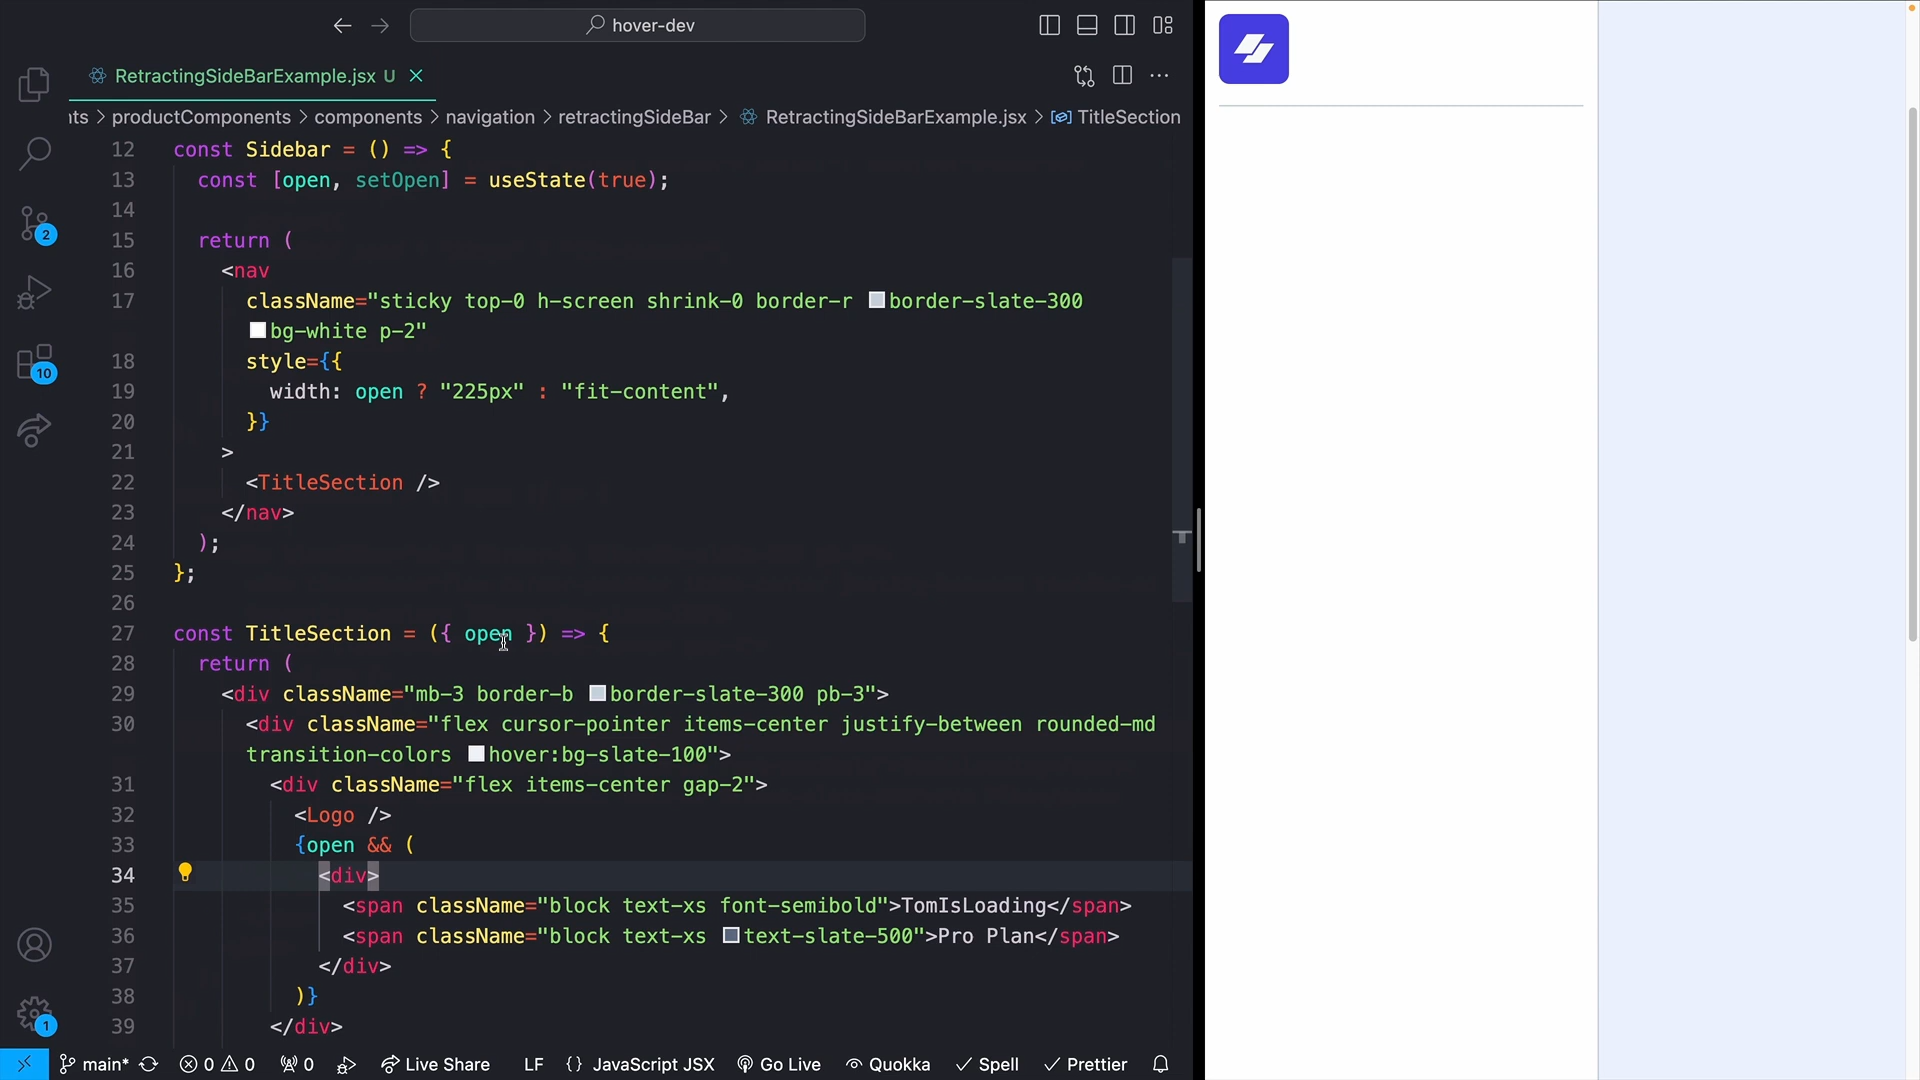 hover-dev
RetractingSideBarExample.jsx U
nts > productComponents > components > navigation > retractingSideBar > RetractingSideBarExample.jsx > TitleSection
12 const Sidebar = () => {
13 const [open, setOpen] = useState(true);
14
15 return (
16 <nav
17 className="sticky top-0 h-screen shrink-0 border-r border-slate-300
bg-white p-2"
18 style={{
19 width: open ? "225px" : "fit-content",
20 }}
21 >
22 <TitleSection />
23 </nav>
24 );
25 };
26
27 const TitleSection = ({ open }) => {
28 return (
29 <div className="mb-3 border-b border-slate-300 pb-3">
30 <div className="flex cursor-pointer items-center justify-between rounded-md
transition-colors hover:bg-slate-100">
31 <div className="flex items-center gap-2">
32 <Logo />
33 {open && (
34 <div>
35 <span className="block text-xs font-semibold">TomIsLoading</span>
36 <span className="block text-xs text-slate-500">Pro Plan</span>
37 </div>
38 )}
39 </div>
2
10
1
main* 0 0 0 Live Share LF {} JavaScript JSX Go Live Quokka Spell Prettier